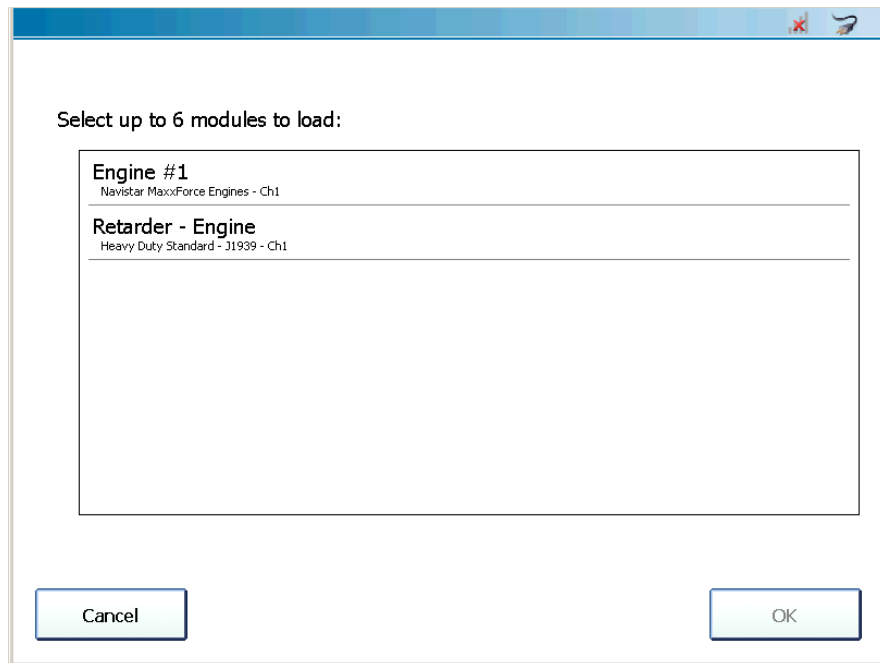 Select up to 6 modules to load:
Engine #1
Navistar MaxxForce Engines - Ch1
Retarder - Engine
Heavy Duty Standard - J1939 - Ch1
Cancel
OK